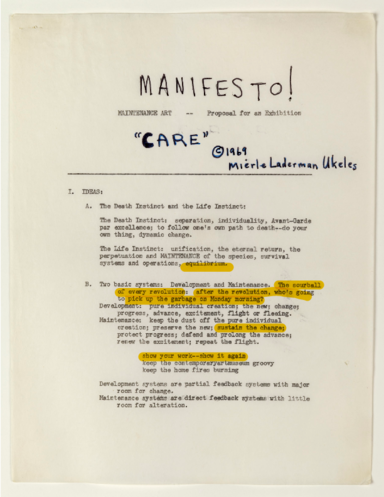 MANIFESTO!
MAINTENANCE ART -- Proposal for an Exhibition
"CARE"
©1969
Mierle Laderman Ukeles
I. IDEAS:
A. The Death Instinct and the Life Instinct:
The Death Instinct: separation, individuality, Avant-Garde
par excellence; to follow one's own path to death--do your
own thing, dynamic change.
The Life Instinct: unification, the eternal return, the
perpetuation and MAINTENANCE of the species, survival
systems and operations, equilibrium.
B. Two basic systems: Development and Maintenance. The sourball
of every revolution: after the revolution, who's going
to pick up the garbage on Monday morning?
Development: pure individual creation; the new; change;
progress, advance, excitement, flight or fleeing.
Maintenance: keep the dust off the pure individual
creation; preserve the new; sustain the change;
protect progress; defend and prolong the advance;
renew the excitement; repeat the flight.
show your work--show it again
keep the contemporaryartmuseum groovy
keep the home fires burning
Development systems are partial feedback systems with major
room for change.
Maintenance systems are direct feedback systems with little
room for alteration.